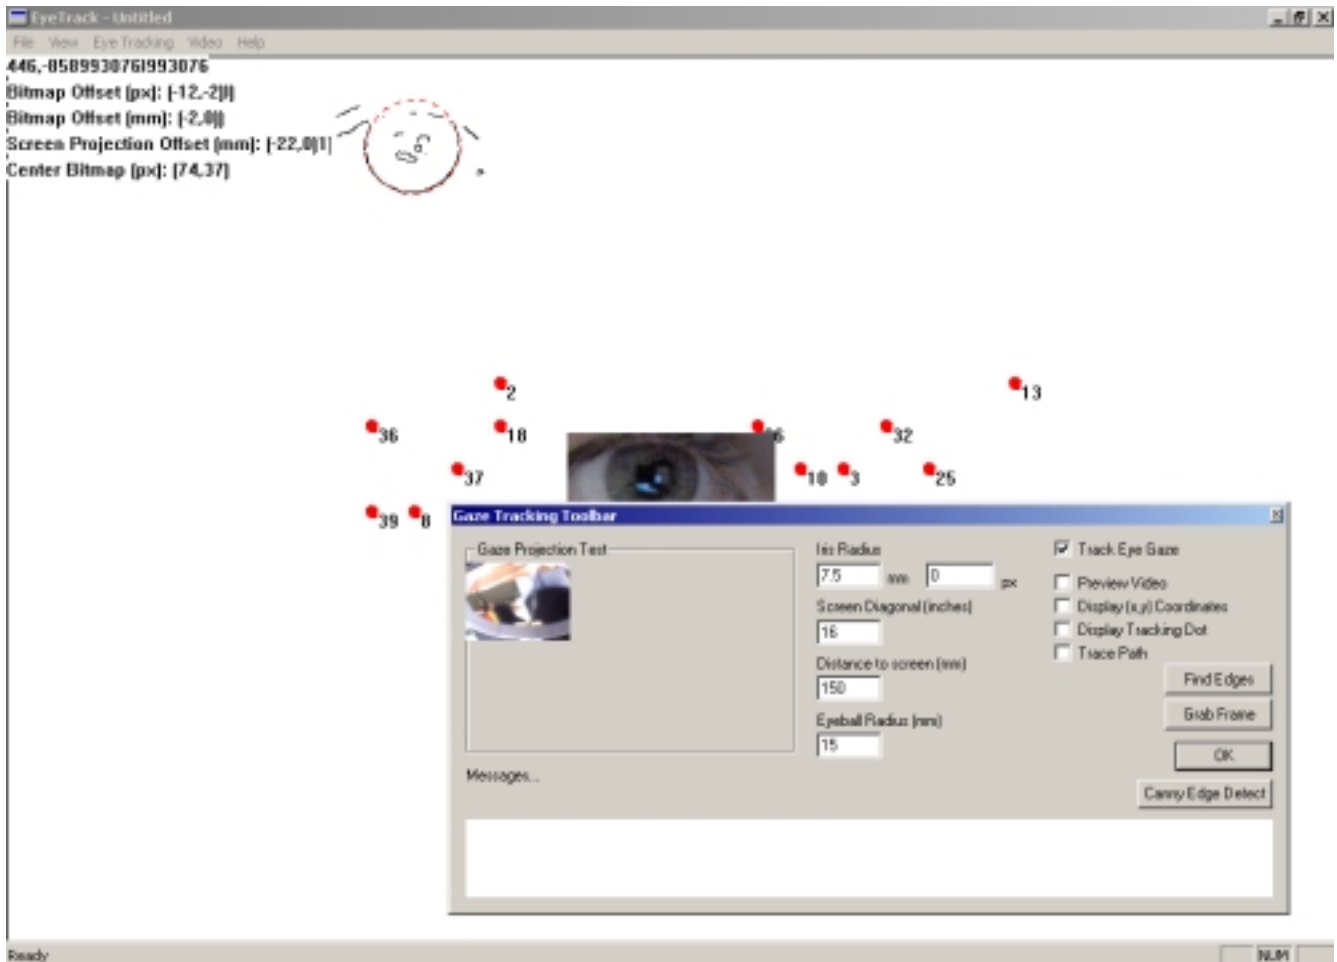 EyeTrack - Untitled
File View Eye Tracking Video Help
446,-858993076
Bitmap Offset (px): (-12,-2)
Bitmap Offset (mm): (-2,0)
Screen Projection Offset (mm): (-22,0)
Center Bitmap (px): (74,37)
2
13
36
18
32
37
10
3
25
39
8
Gaze Tracking Toolbar
Gaze Projection Test
Iris Radius
7.5 mm 0 px
Screen Diagonal (inches)
16
Distance to screen (mm)
150
Eyeball Radius (mm)
15
Track Eye Gaze
Preview Video
Display (x,y) Coordinates
Display Tracking Dot
Trace Path
Find Edges
Grab Frame
OK
Canny Edge Detect
Messages...
Ready
NUM